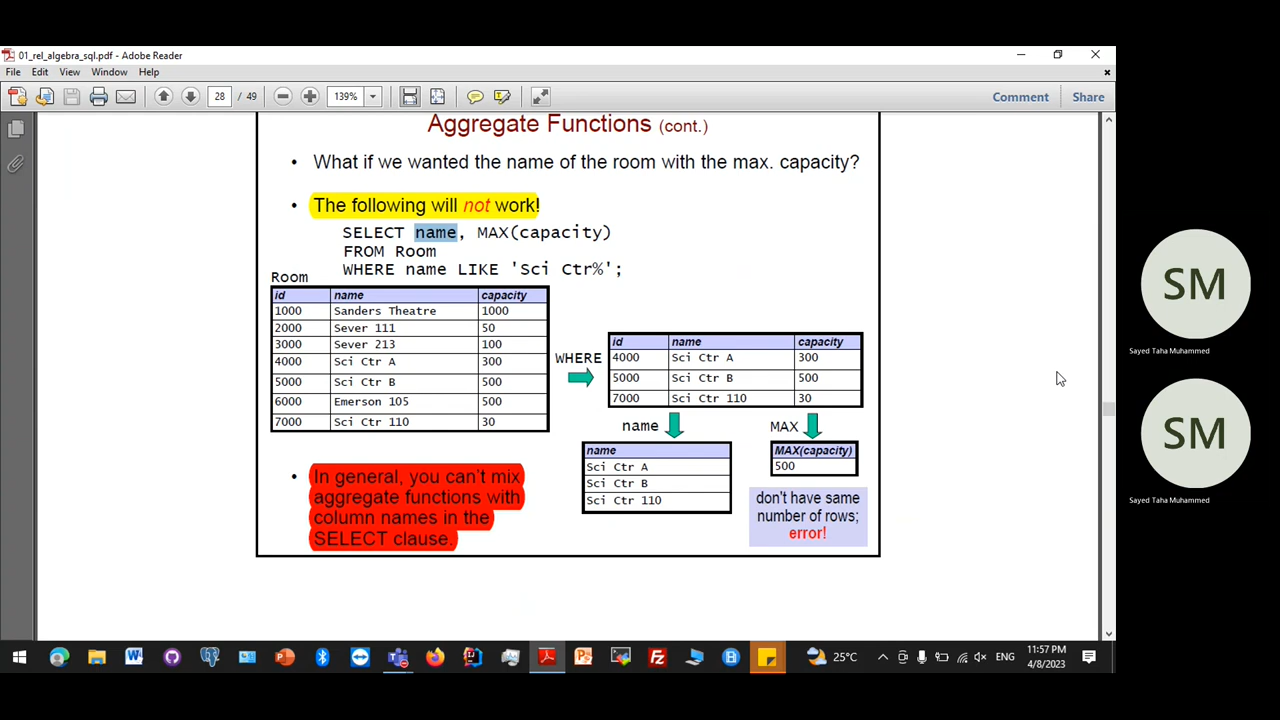 01_rel_algebra_sql.pdf - Adobe Reader
File Edit View Window Help
28 / 49 139% Comment Share
Aggregate Functions (cont.)
• What if we wanted the name of the room with the max. capacity?
• The following will not work!
SELECT name, MAX(capacity)
FROM Room
WHERE name LIKE 'Sci Ctr%';
Room
id name capacity
1000 Sanders Theatre 1000
2000 Sever 111 50
3000 Sever 213 100
4000 Sci Ctr A 300
5000 Sci Ctr B 500
6000 Emerson 105 500
7000 Sci Ctr 110 30
WHERE
id name capacity
4000 Sci Ctr A 300
5000 Sci Ctr B 500
7000 Sci Ctr 110 30
name
name
Sci Ctr A
Sci Ctr B
Sci Ctr 110
MAX
MAX(capacity)
500
don't have same
number of rows;
error!
• In general, you can't mix
aggregate functions with
column names in the
SELECT clause.
SM
Sayed Taha Muhammed
SM
Sayed Taha Muhammed
25°C
ENG
11:57 PM
4/8/2023